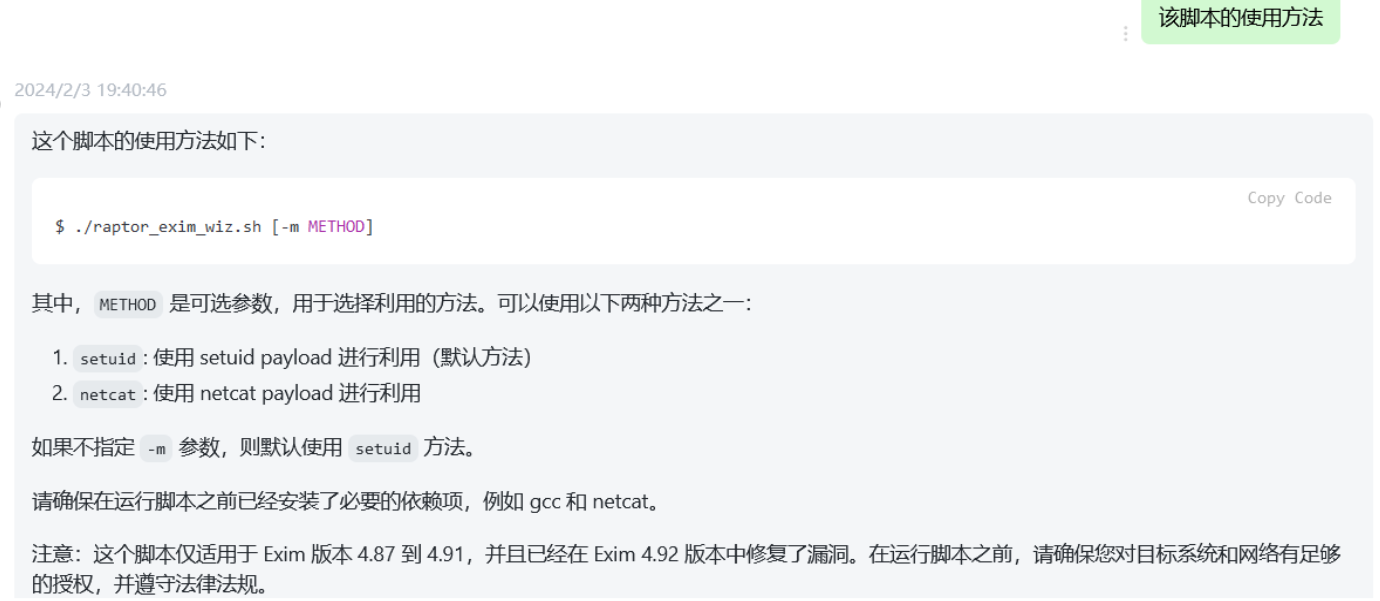 该脚本的使用方法
2024/2/3 19:40:46
这个脚本的使用方法如下：
Copy Code
$ ./raptor_exim_wiz.sh [-m METHOD]
其中， METHOD 是可选参数，用于选择利用的方法。可以使用以下两种方法之一：
1. setuid : 使用 setuid payload 进行利用（默认方法）
2. netcat : 使用 netcat payload 进行利用
如果不指定 -m 参数，则默认使用 setuid 方法。
请确保在运行脚本之前已经安装了必要的依赖项，例如 gcc 和 netcat。
注意：这个脚本仅适用于 Exim 版本 4.87 到 4.91，并且已经在 Exim 4.92 版本中修复了漏洞。在运行脚本之前，请确保您对目标系统和网络有足够
的授权，并遵守法律法规。